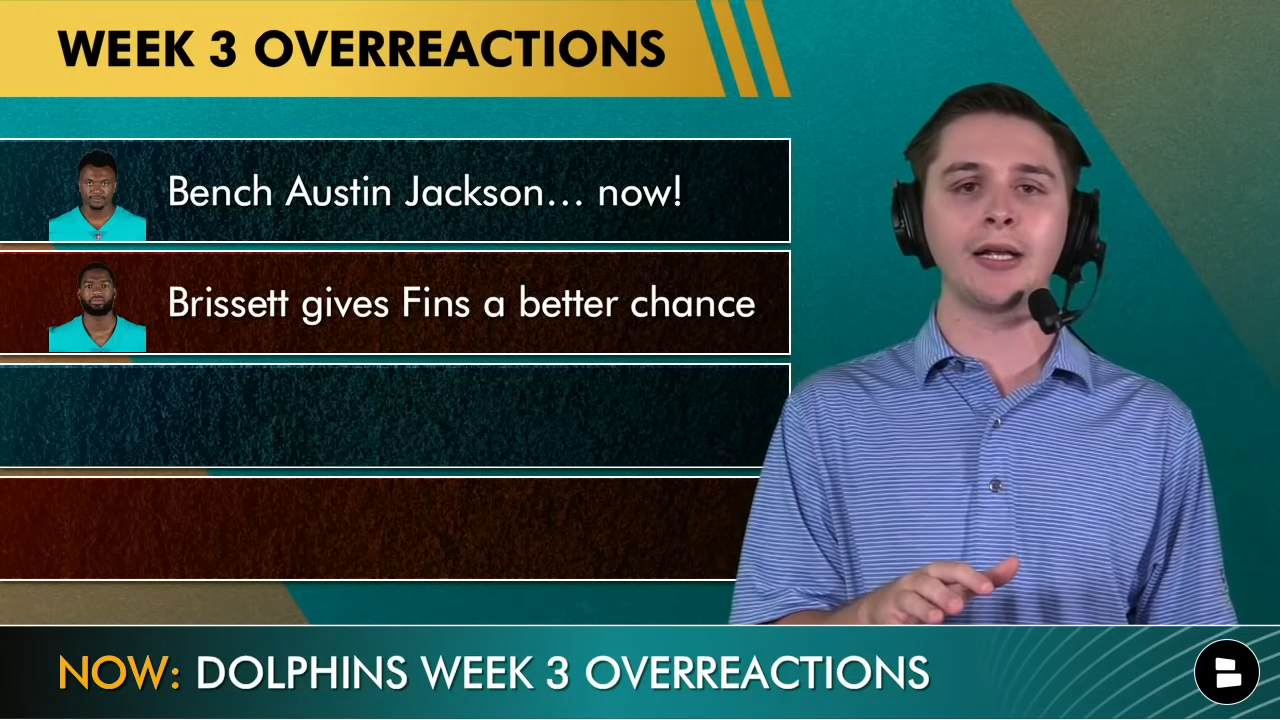 WEEK 3 OVERREACTIONS
Bench Austin Jackson... now!
Brissett gives Fins a better chance
NOW: DOLPHINS WEEK 3 OVERREACTIONS